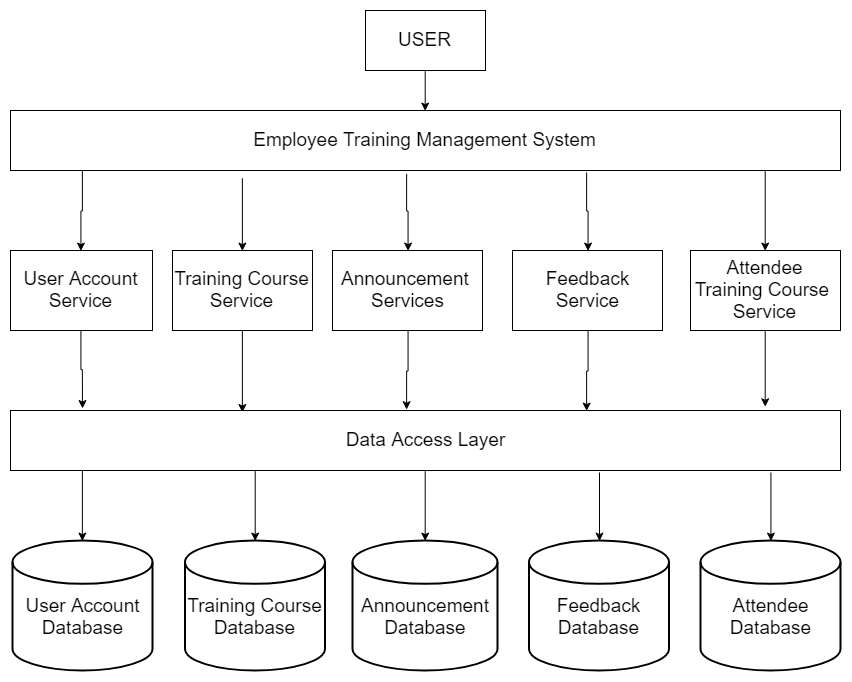 USER
Employee Training Management System
User Account
Service
Training Course
Service
Announcement
Services
Feedback
Service
Attendee
Training Course
Service
Data Access Layer
User Account
Database
Training Course
Database
Announcement
Database
Feedback
Database
Attendee
Database